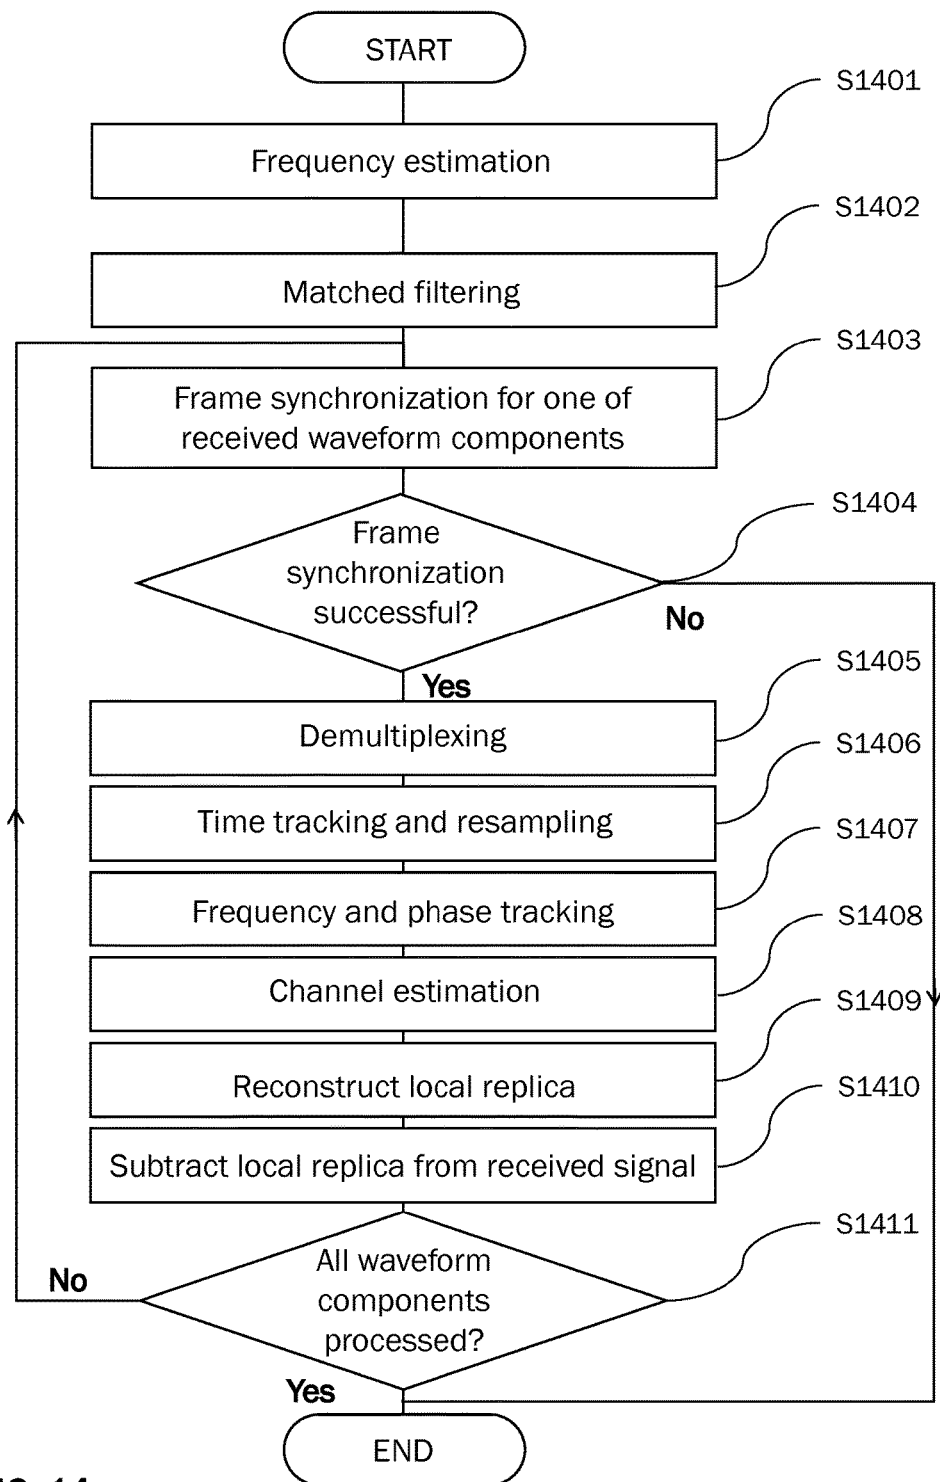 START
S1401
Frequency estimation
S1402
Matched filtering
S1403
Frame synchronization for one of
received waveform components
S1404
Frame
synchronization
successful?
No
Yes
S1405
Demultiplexing
S1406
Time tracking and resampling
S1407
Frequency and phase tracking
S1408
Channel estimation
S1409
Reconstruct local replica
S1410
Subtract local replica from received signal
S1411
All waveform
components
processed?
No
Yes
END